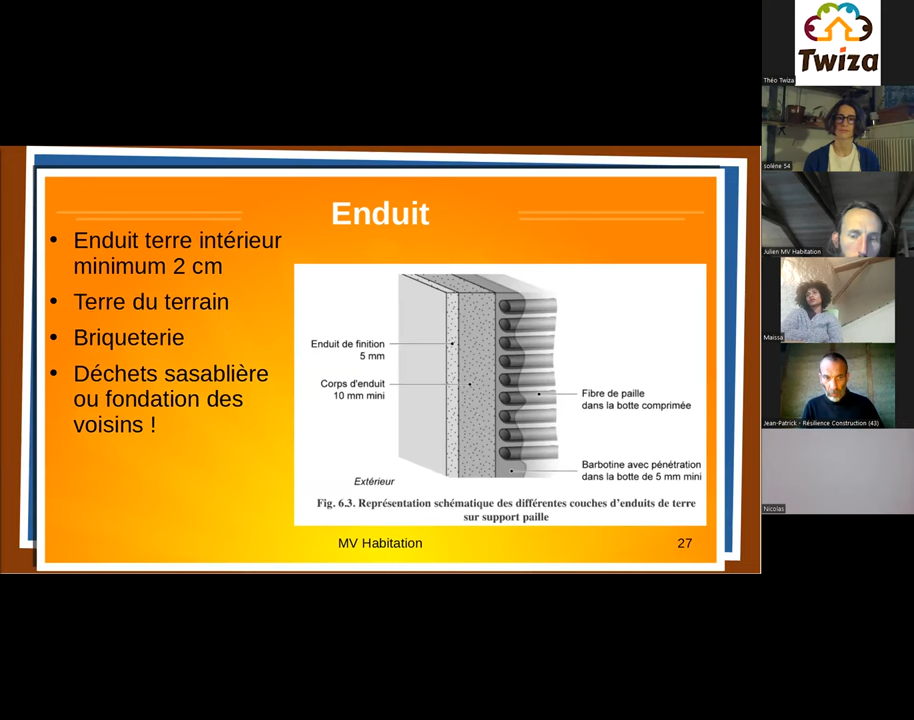 Twiza
Théo Twiza
solène 54
Julien MV Habitation
Maissa
Jean-Patrick - Résilience Construction (43)
Nicolas
Enduit
• Enduit terre intérieur
minimum 2 cm
• Terre du terrain
• Briqueterie
• Déchets sasablière
ou fondation des
voisins !
Enduit de finition
5 mm
Corps d'enduit
10 mm mini
Fibre de paille
dans la botte comprimée
Barbotine avec pénétration
dans la botte de 5 mm mini
Extérieur
Fig. 6.3. Représentation schématique des différentes couches d'enduits de terre
sur support paille
MV Habitation
27